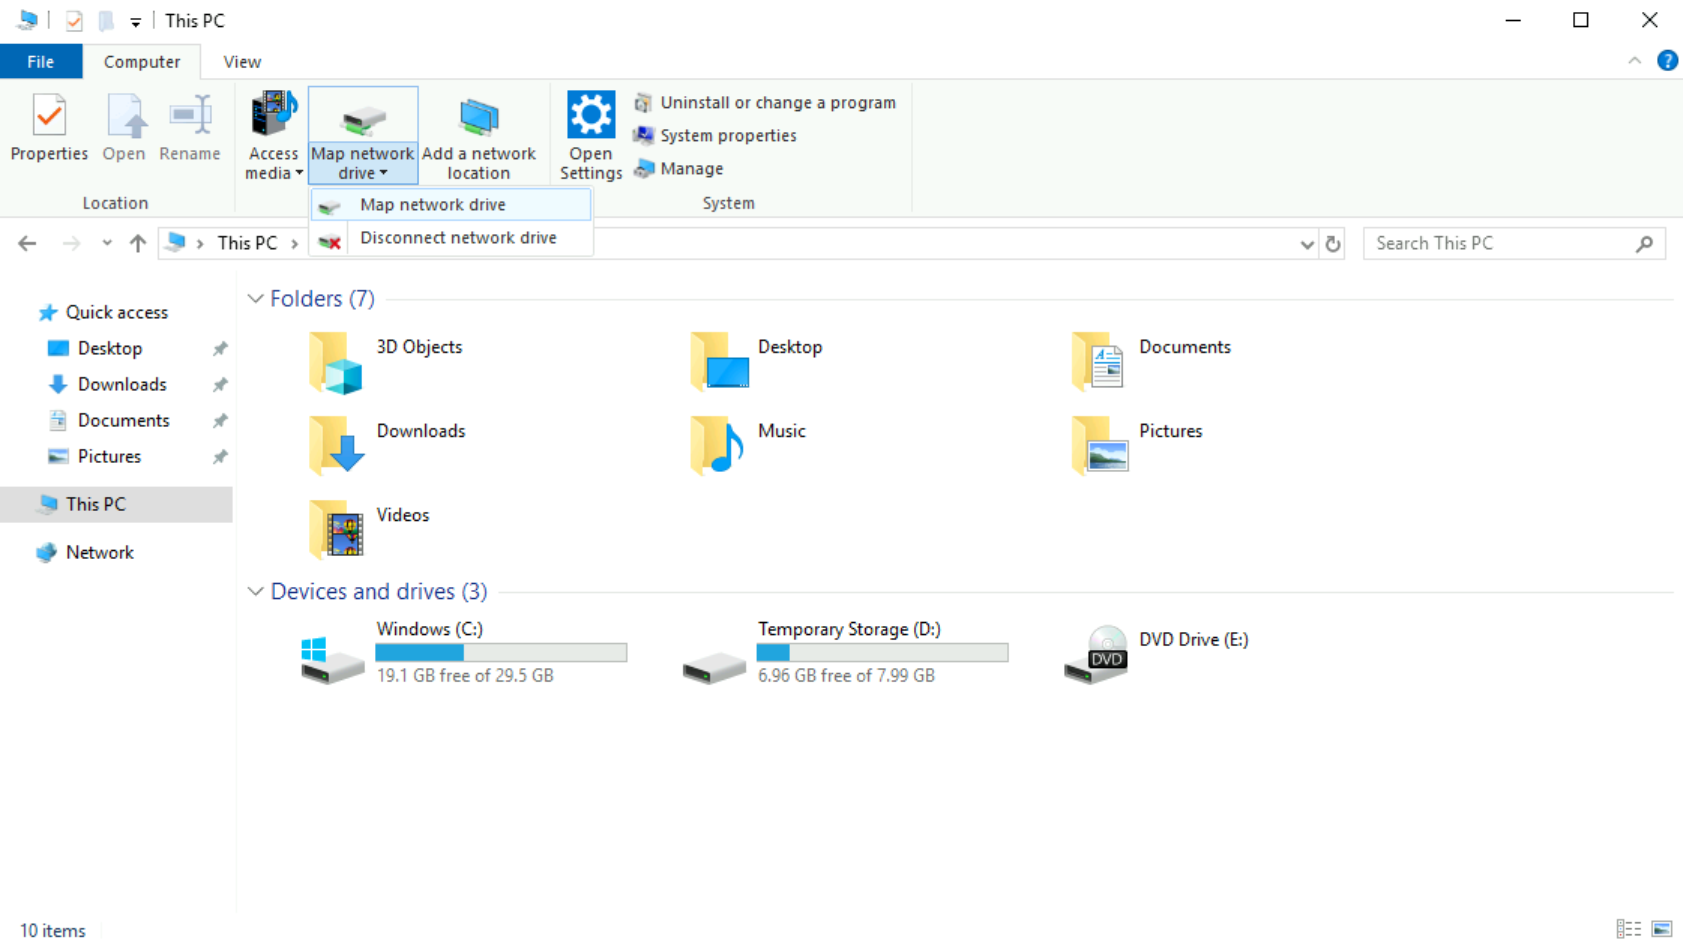 This PC
File
Computer
View
?
Properties
Open
Rename
Access
media
Map network
drive
Add a network
location
Open
Settings
Uninstall or change a program
System properties
Manage
Location
System
Map network drive
Disconnect network drive
This PC
Search This PC
Quick access
Desktop
Downloads
Documents
Pictures
This PC
Network
Folders (7)
3D Objects
Desktop
Documents
Downloads
Music
Pictures
Videos
Devices and drives (3)
Windows (C:)
19.1 GB free of 29.5 GB
Temporary Storage (D:)
6.96 GB free of 7.99 GB
DVD
DVD Drive (E:)
10 items